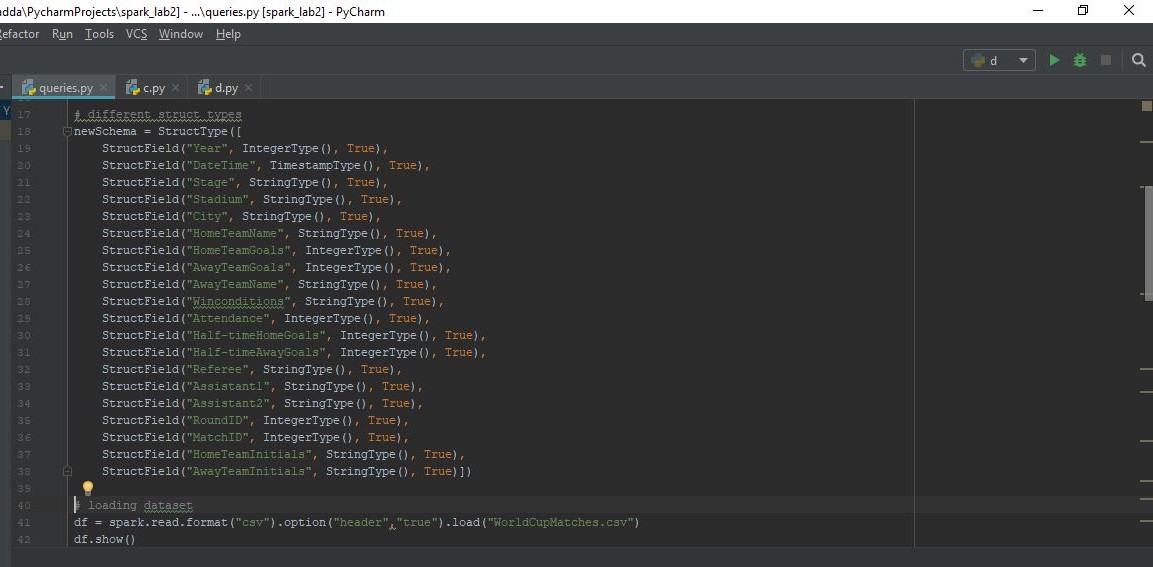 dda\PycharmProjects\spark_lab2] - ...\queries.py [spark_lab2] - PyCharm
efactor Run Tools VCS Window Help
d
queries.py c.py d.py
17 # different struct types
18 newSchema = StructType([
19 StructField("Year", IntegerType(), True),
20 StructField("DateTime", TimestampType(), True),
21 StructField("Stage", StringType(), True),
22 StructField("Stadium", StringType(), True),
23 StructField("City", StringType(), True),
24 StructField("HomeTeamName", StringType(), True),
25 StructField("HomeTeamGoals", IntegerType(), True),
26 StructField("AwayTeamGoals", IntegerType(), True),
27 StructField("AwayTeamName", StringType(), True),
28 StructField("Winconditions", StringType(), True),
29 StructField("Attendance", IntegerType(), True),
30 StructField("Half-timeHomeGoals", IntegerType(), True),
31 StructField("Half-timeAwayGoals", IntegerType(), True),
32 StructField("Referee", StringType(), True),
33 StructField("Assistant1", StringType(), True),
34 StructField("Assistant2", StringType(), True),
35 StructField("RoundID", IntegerType(), True),
36 StructField("MatchID", IntegerType(), True),
37 StructField("HomeTeamInitials", StringType(), True),
38 StructField("AwayTeamInitials", StringType(), True)])
39
40 # loading dataset
41 df = spark.read.format("csv").option("header","true").load("WorldCupMatches.csv")
42 df.show()